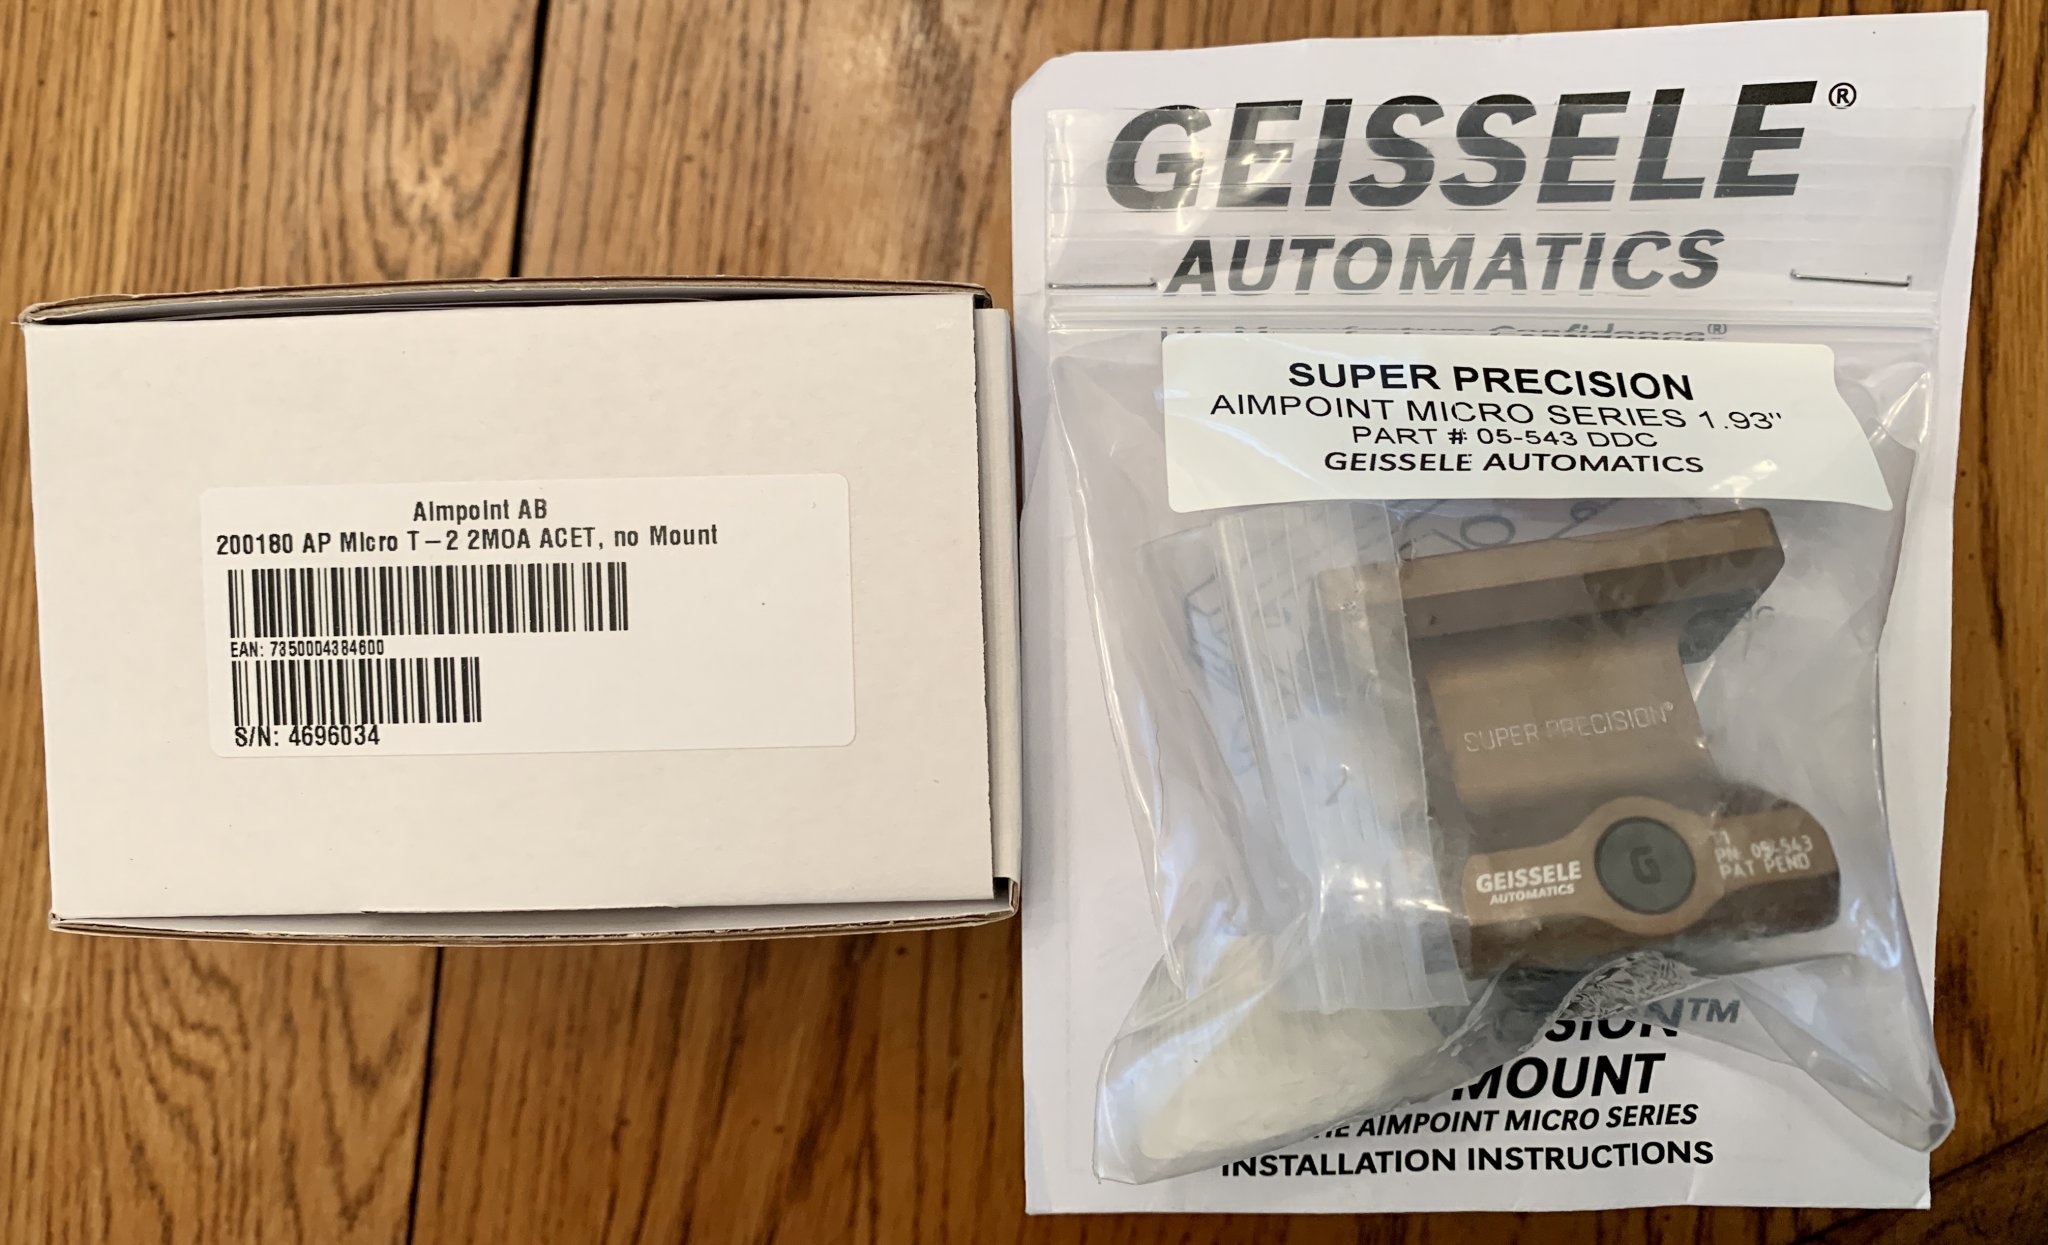 Aimpoint AB
200180 AP Micro T-2 2MOA ACET, no Mount
EAN: 7350004384600
S/N: 4696034
GEISSELE®
AUTOMATICS
Confidence®
SUPER PRECISION
AIMPOINT MICRO SERIES 1.93"
PART # 05-543 DDC
GEISSELE AUTOMATICS
SUPER PRECISION®
GEISSELE
AUTOMATICS
G
PN 05-543
PAT PEND
MOUNT
AIMPOINT MICRO SERIES
INSTALLATION INSTRUCTIONS